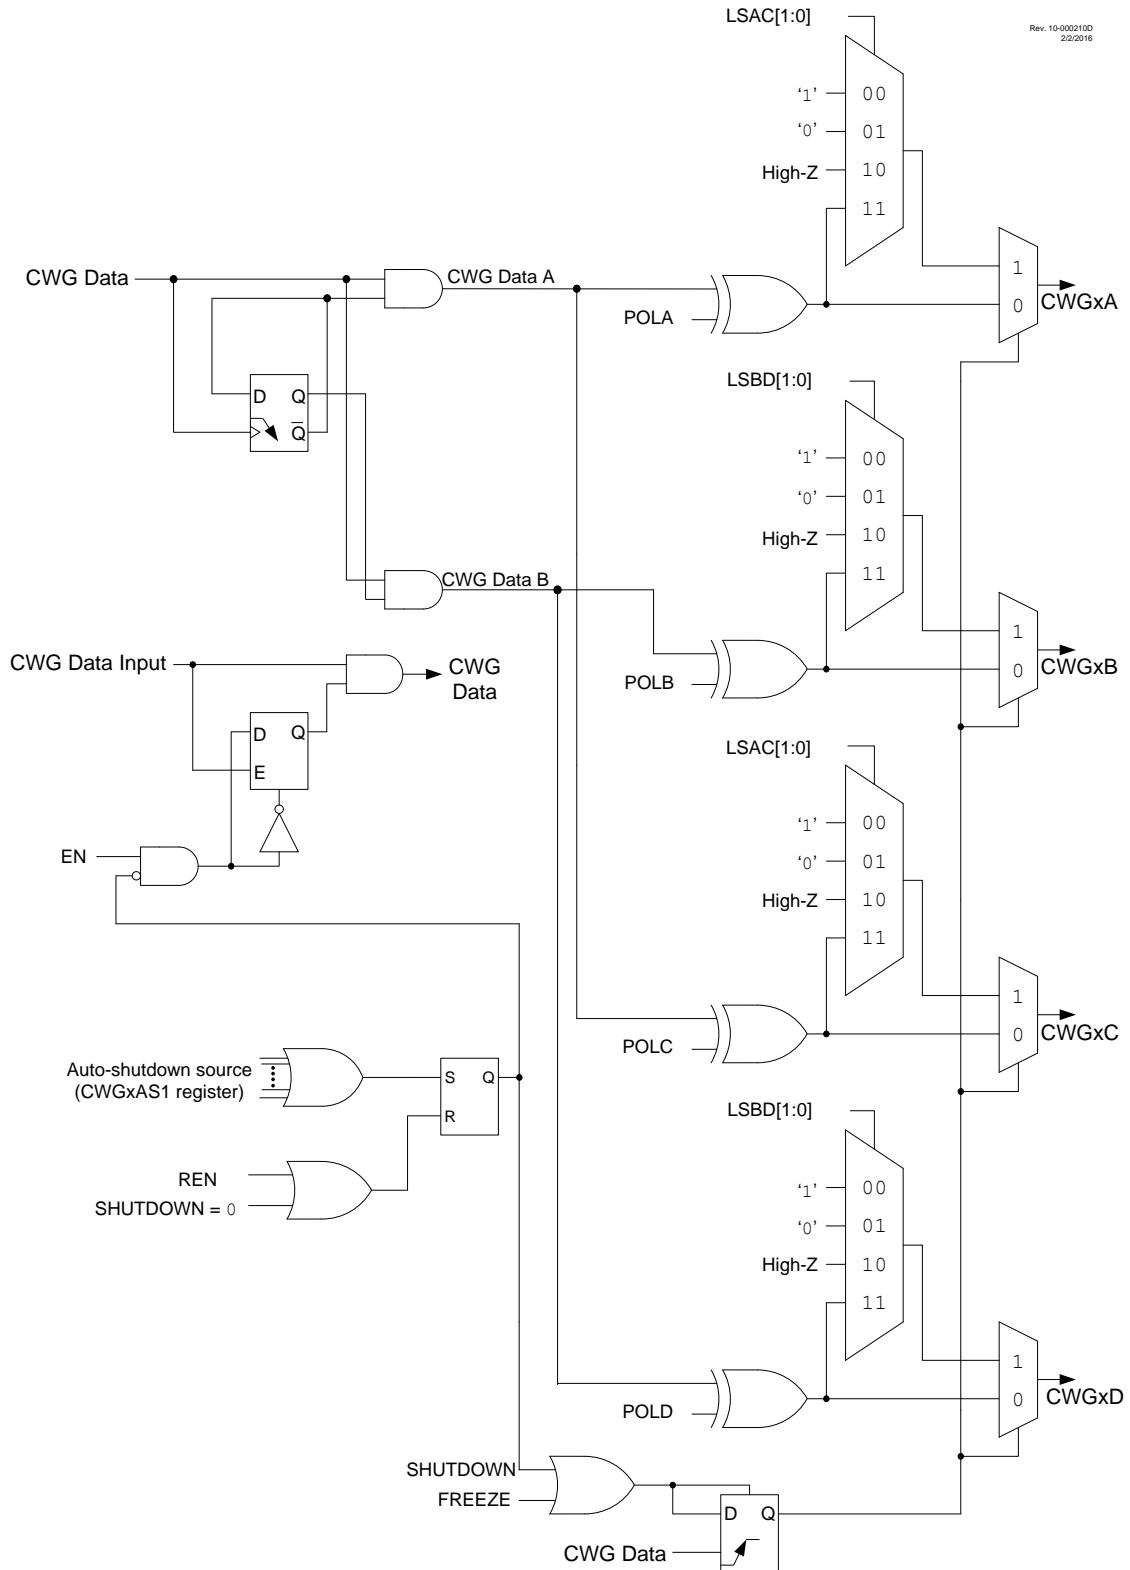 LSAC[1:0]
Rev. 10-000210D
2/2/2016
‘1’ 00
‘0’ 01
High-Z 10
11
CWG Data
CWG Data A
POLA
1
0
CWGxA
LSBD[1:0]
D Q
Q
‘1’ 00
‘0’ 01
High-Z 10
11
CWG Data B
POLB
1
0
CWGxB
CWG Data Input
CWG
Data
D Q
E
EN
LSAC[1:0]
‘1’ 00
‘0’ 01
High-Z 10
11
POLC
1
0
CWGxC
Auto-shutdown source
(CWGxAS1 register)
S Q
R
REN
SHUTDOWN = 0
LSBD[1:0]
‘1’ 00
‘0’ 01
High-Z 10
11
POLD
1
0
CWGxD
SHUTDOWN
FREEZE
D Q
CWG Data